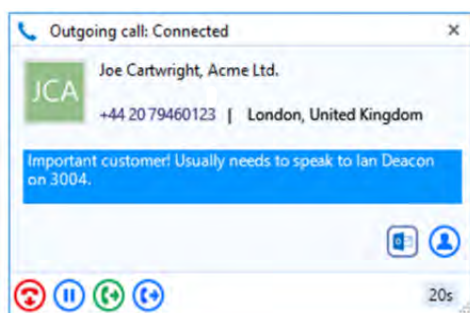 Outgoing call: Connected
JCA
Joe Cartwright, Acme Ltd.
+44 20 79460123 | London, United Kingdom
Important customer! Usually needs to speak to Ian Deacon
on 3004.
20s